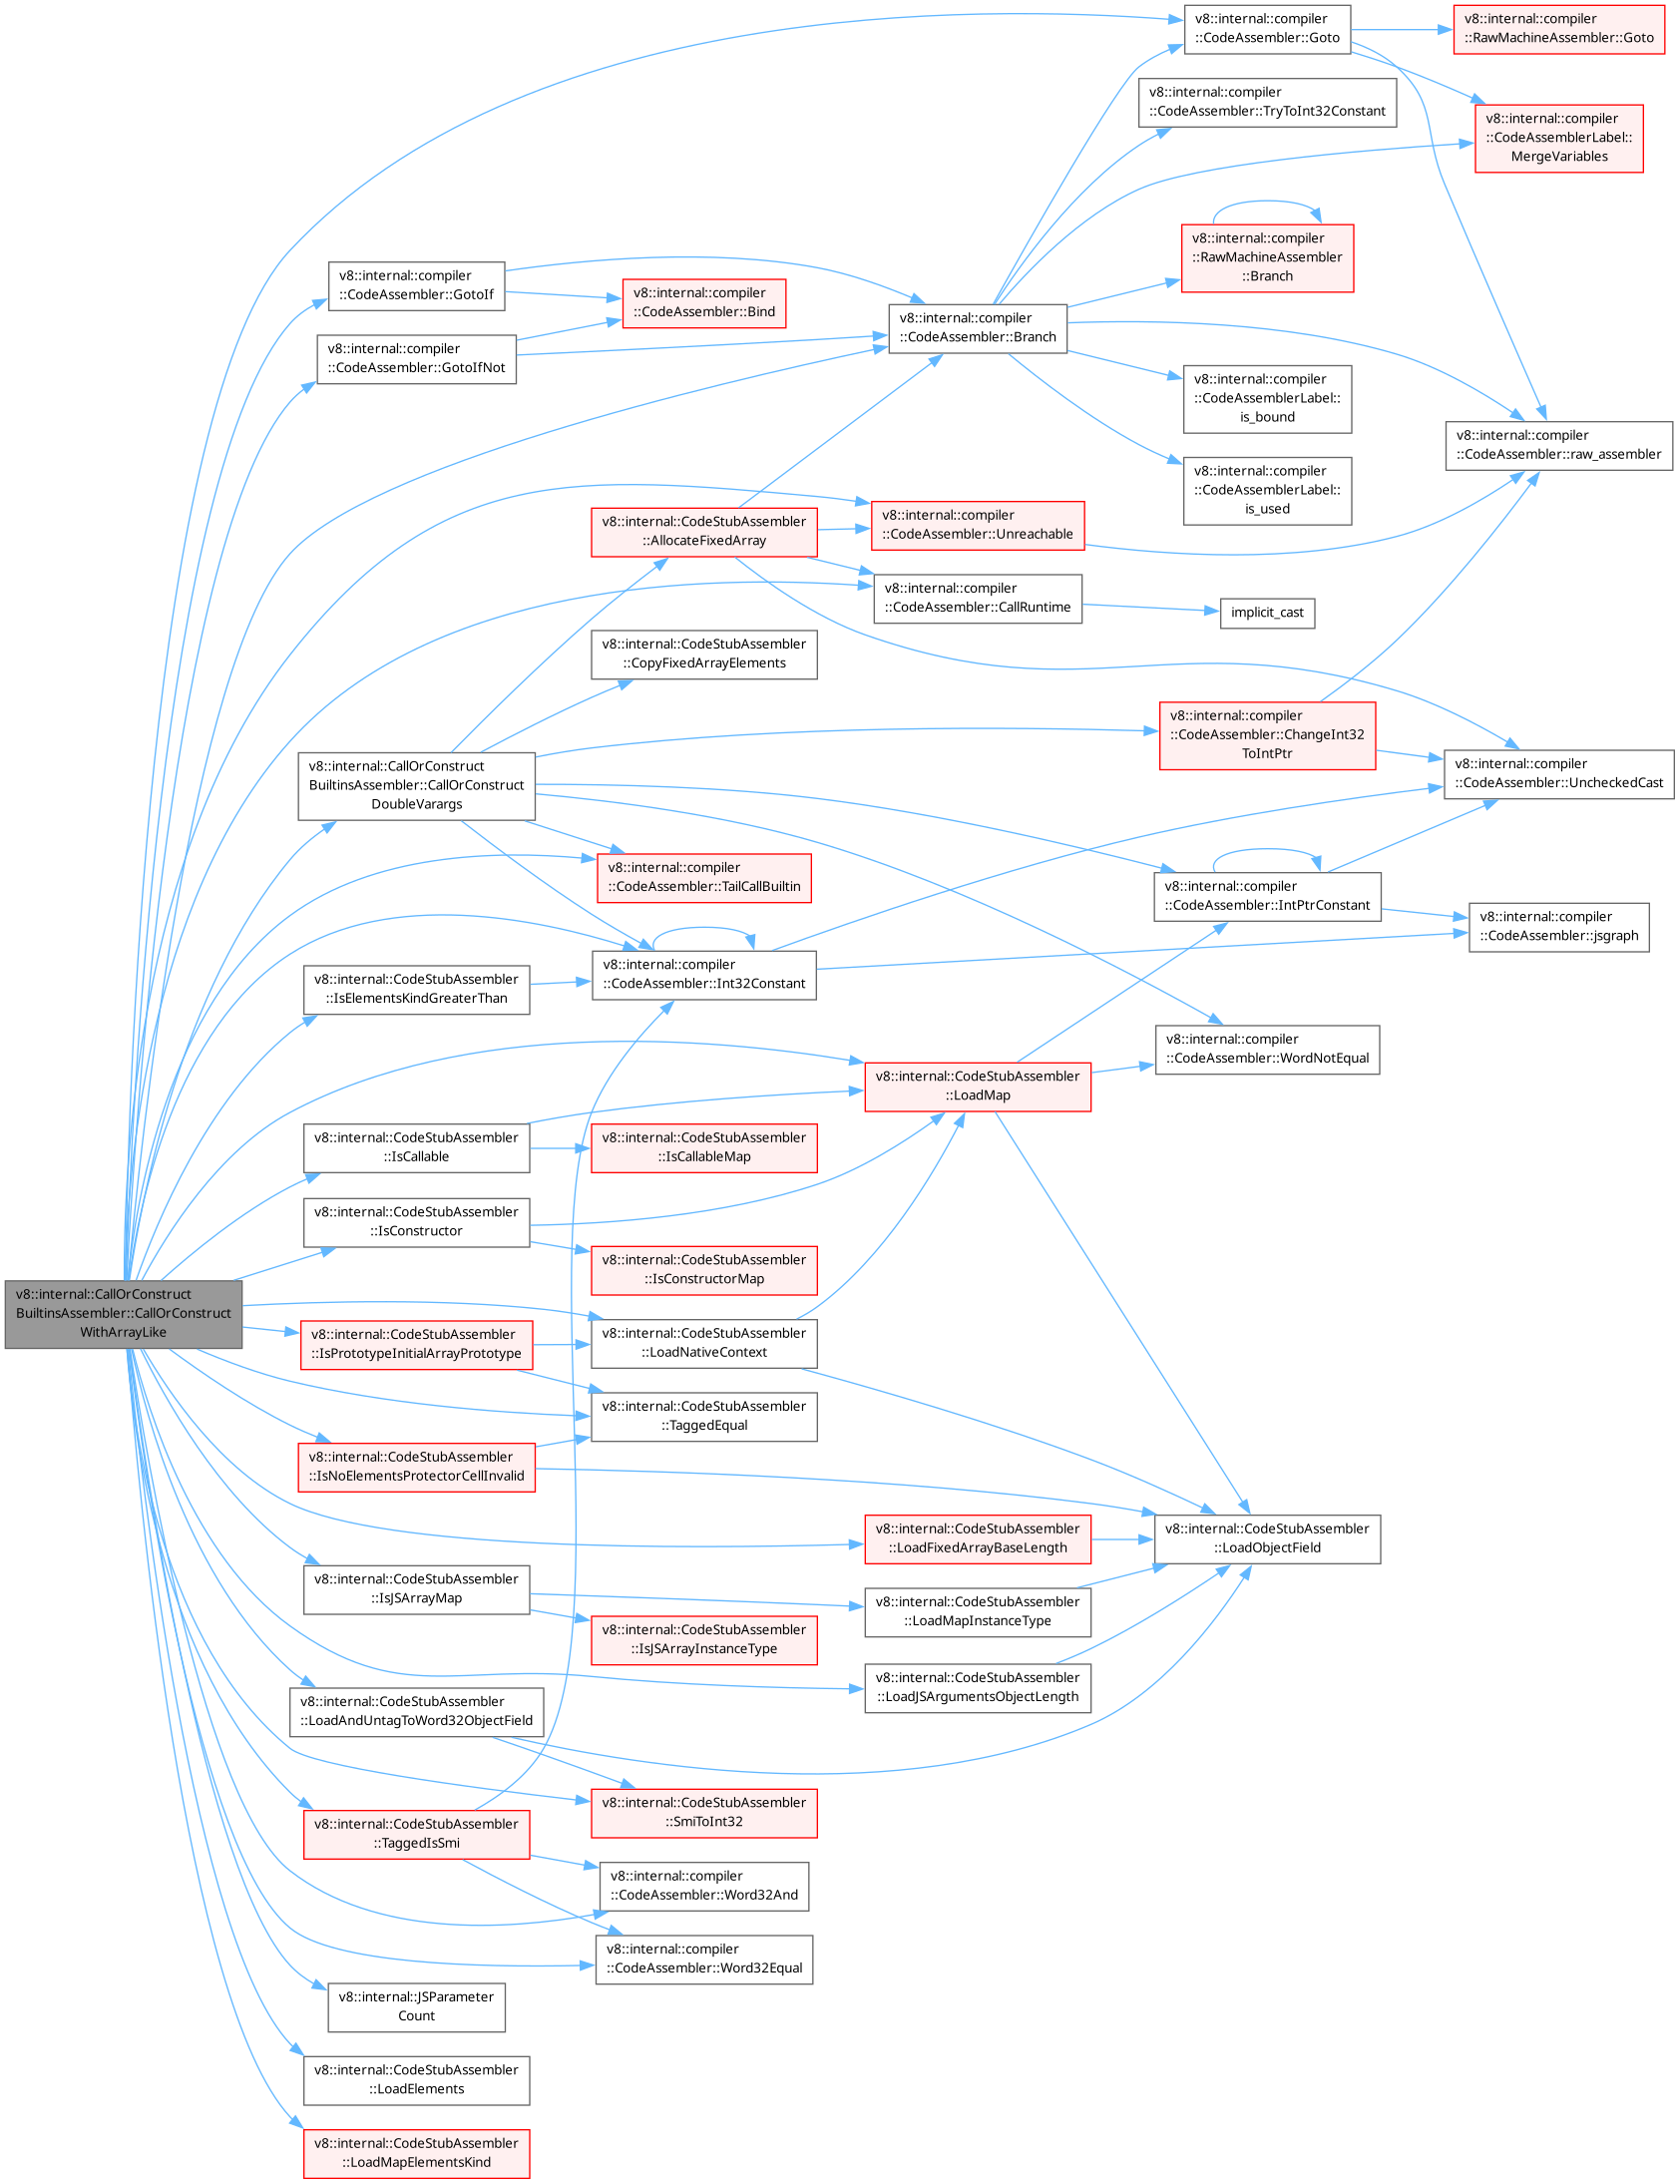 v8::internal::compiler
::CodeAssembler::Goto
v8::internal::compiler
::RawMachineAssembler::Goto
v8::internal::compiler
::CodeAssembler::TryToInt32Constant
v8::internal::compiler
::CodeAssemblerLabel::
MergeVariables
v8::internal::compiler
::RawMachineAssembler
::Branch
v8::internal::compiler
::CodeAssembler::GotoIf
v8::internal::compiler
::CodeAssembler::Bind
v8::internal::compiler
::CodeAssembler::Branch
v8::internal::compiler
::CodeAssembler::GotoIfNot
v8::internal::compiler
::CodeAssemblerLabel::
is_bound
v8::internal::compiler
::CodeAssembler::raw_assembler
v8::internal::compiler
::CodeAssemblerLabel::
is_used
v8::internal::CodeStubAssembler
::AllocateFixedArray
v8::internal::compiler
::CodeAssembler::Unreachable
v8::internal::compiler
::CodeAssembler::CallRuntime
implicit_cast
v8::internal::CodeStubAssembler
::CopyFixedArrayElements
v8::internal::compiler
::CodeAssembler::ChangeInt32
ToIntPtr
v8::internal::CallOrConstruct
BuiltinsAssembler::CallOrConstruct
DoubleVarargs
v8::internal::compiler
::CodeAssembler::UncheckedCast
v8::internal::compiler
::CodeAssembler::TailCallBuiltin
v8::internal::compiler
::CodeAssembler::IntPtrConstant
v8::internal::compiler
::CodeAssembler::jsgraph
v8::internal::CodeStubAssembler
::IsElementsKindGreaterThan
v8::internal::compiler
::CodeAssembler::Int32Constant
v8::internal::compiler
::CodeAssembler::WordNotEqual
v8::internal::CodeStubAssembler
::LoadMap
v8::internal::CodeStubAssembler
::IsCallable
v8::internal::CodeStubAssembler
::IsCallableMap
v8::internal::CodeStubAssembler
::IsConstructor
v8::internal::CodeStubAssembler
::IsConstructorMap
v8::internal::CallOrConstruct
BuiltinsAssembler::CallOrConstruct
WithArrayLike
v8::internal::CodeStubAssembler
::IsPrototypeInitialArrayPrototype
v8::internal::CodeStubAssembler
::LoadNativeContext
v8::internal::CodeStubAssembler
::TaggedEqual
v8::internal::CodeStubAssembler
::IsNoElementsProtectorCellInvalid
v8::internal::CodeStubAssembler
::LoadFixedArrayBaseLength
v8::internal::CodeStubAssembler
::LoadObjectField
v8::internal::CodeStubAssembler
::IsJSArrayMap
v8::internal::CodeStubAssembler
::LoadMapInstanceType
v8::internal::CodeStubAssembler
::IsJSArrayInstanceType
v8::internal::CodeStubAssembler
::LoadJSArgumentsObjectLength
v8::internal::CodeStubAssembler
::LoadAndUntagToWord32ObjectField
v8::internal::CodeStubAssembler
::SmiToInt32
v8::internal::CodeStubAssembler
::TaggedIsSmi
v8::internal::compiler
::CodeAssembler::Word32And
v8::internal::compiler
::CodeAssembler::Word32Equal
v8::internal::JSParameter
Count
v8::internal::CodeStubAssembler
::LoadElements
v8::internal::CodeStubAssembler
::LoadMapElementsKind